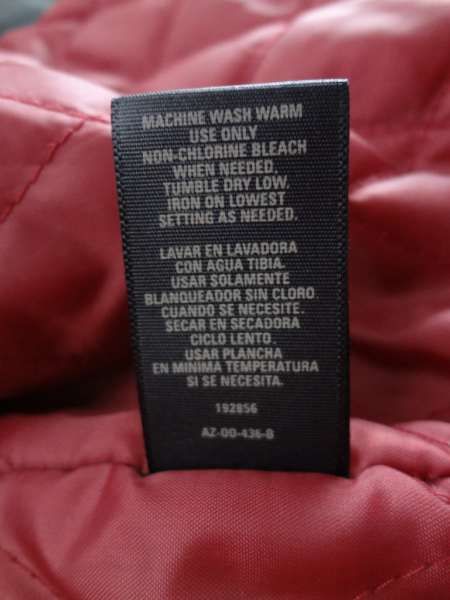 MACHINE WASH WARM
USE ONLY
NON-CHLORINE BLEACH
WHEN NEEDED.
TUMBLE DRY LOW.
IRON ON LOWEST
SETTING AS NEEDED.
LAVAR EN LAVADORA
CON AGUA TIBIA.
USAR SOLAMENTE
BLANQUEADOR SIN CLORO
CUANDO SE NECESITE.
SECAR EN SECADORA
CICLO LENTO.
USAR PLANCHA
EN MINIMA TEMPERATURA
SI SE NECESITA.
192856
AZ-00-436-B